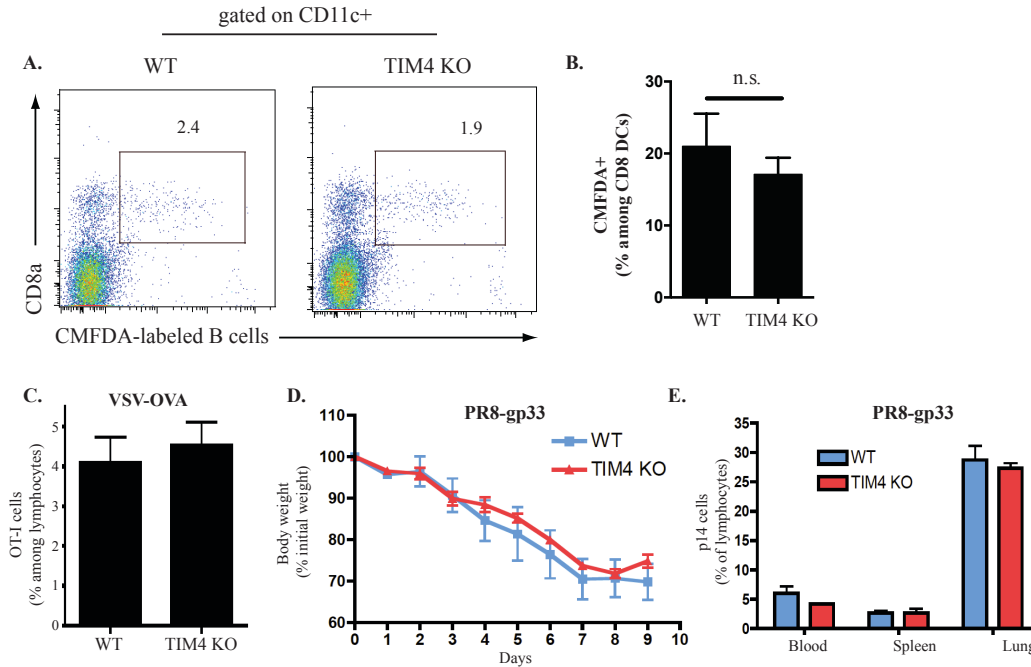 gated on CD11c+
A.
WT
TIM4 KO
2.4
1.9
CD8a
CMFDA-labeled B cells
B.
n.s.
30
20
10
0
CMFDA+
(% among CD8 DCs)
WT
TIM4 KO
C.
VSV-OVA
5
4
3
2
1
0
OT-I cells
(% among lymphocytes)
WT
TIM4 KO
D.
PR8-gp33
WT
TIM4 KO
110
100
90
80
70
60
Body weight
(% initial weight)
0 1 2 3 4 5 6 7 8 9 10
Days
E.
PR8-gp33
WT
TIM4 KO
35
30
25
20
15
10
5
0
p14 cells
(% of lymphocytes)
Blood
Spleen
Lung